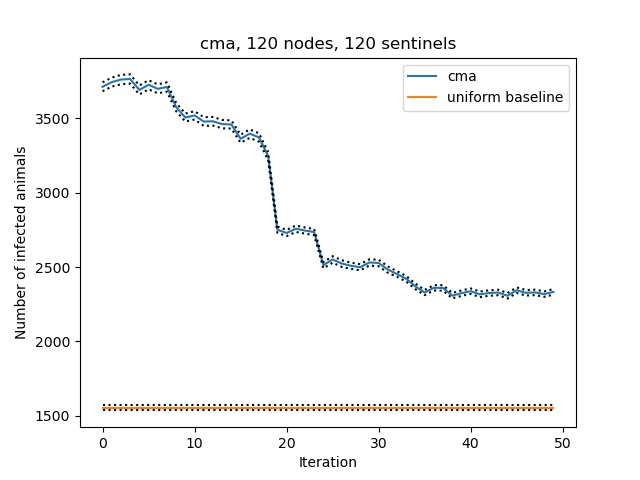 cma, 120 nodes, 120 sentinels
cma
uniform baseline
Number of infected animals
3500
3000
2500
2000
1500
0 10 20 30 40 50
Iteration